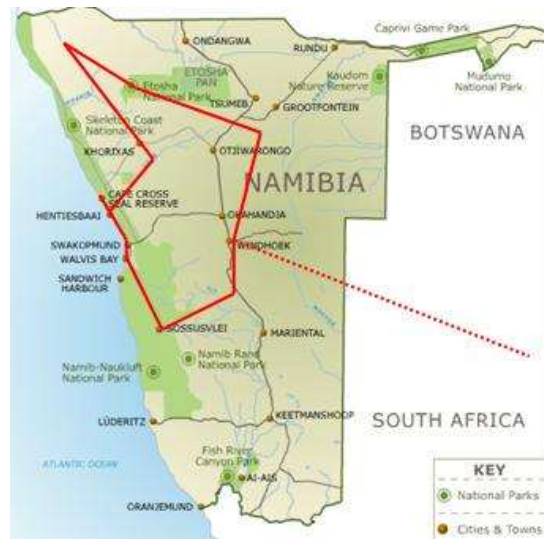 Caprivi Game Park
ONDANGWA
RUNDU
ETOSHA
PAN
Etosha
National Park
Kaudom
Nature Reserve
Mudumo
National Park
TSUMEB
GROOTFONTEIN
Skeleton Coast
National Park
BOTSWANA
KHORIXAS
OTJIWARONGO
NAMIBIA
CAPE CROSS
SEAL RESERVE
HENTIESBAAI
OKAHANDJA
SWAKOPMUND
WINDHOEK
WALVIS BAY
SANDWICH
HARBOUR
SOSSUSVLEI
MARIENTAL
Namib Rand
National Park
Namib-Naukluft
National Park
LÜDERITZ
KEETMANSHOOP
SOUTH AFRICA
Fish River
Canyon Park
ATLANTIC OCEAN
AI-AIS
ORANJEMUND
KEY
National Parks
Cities & Towns